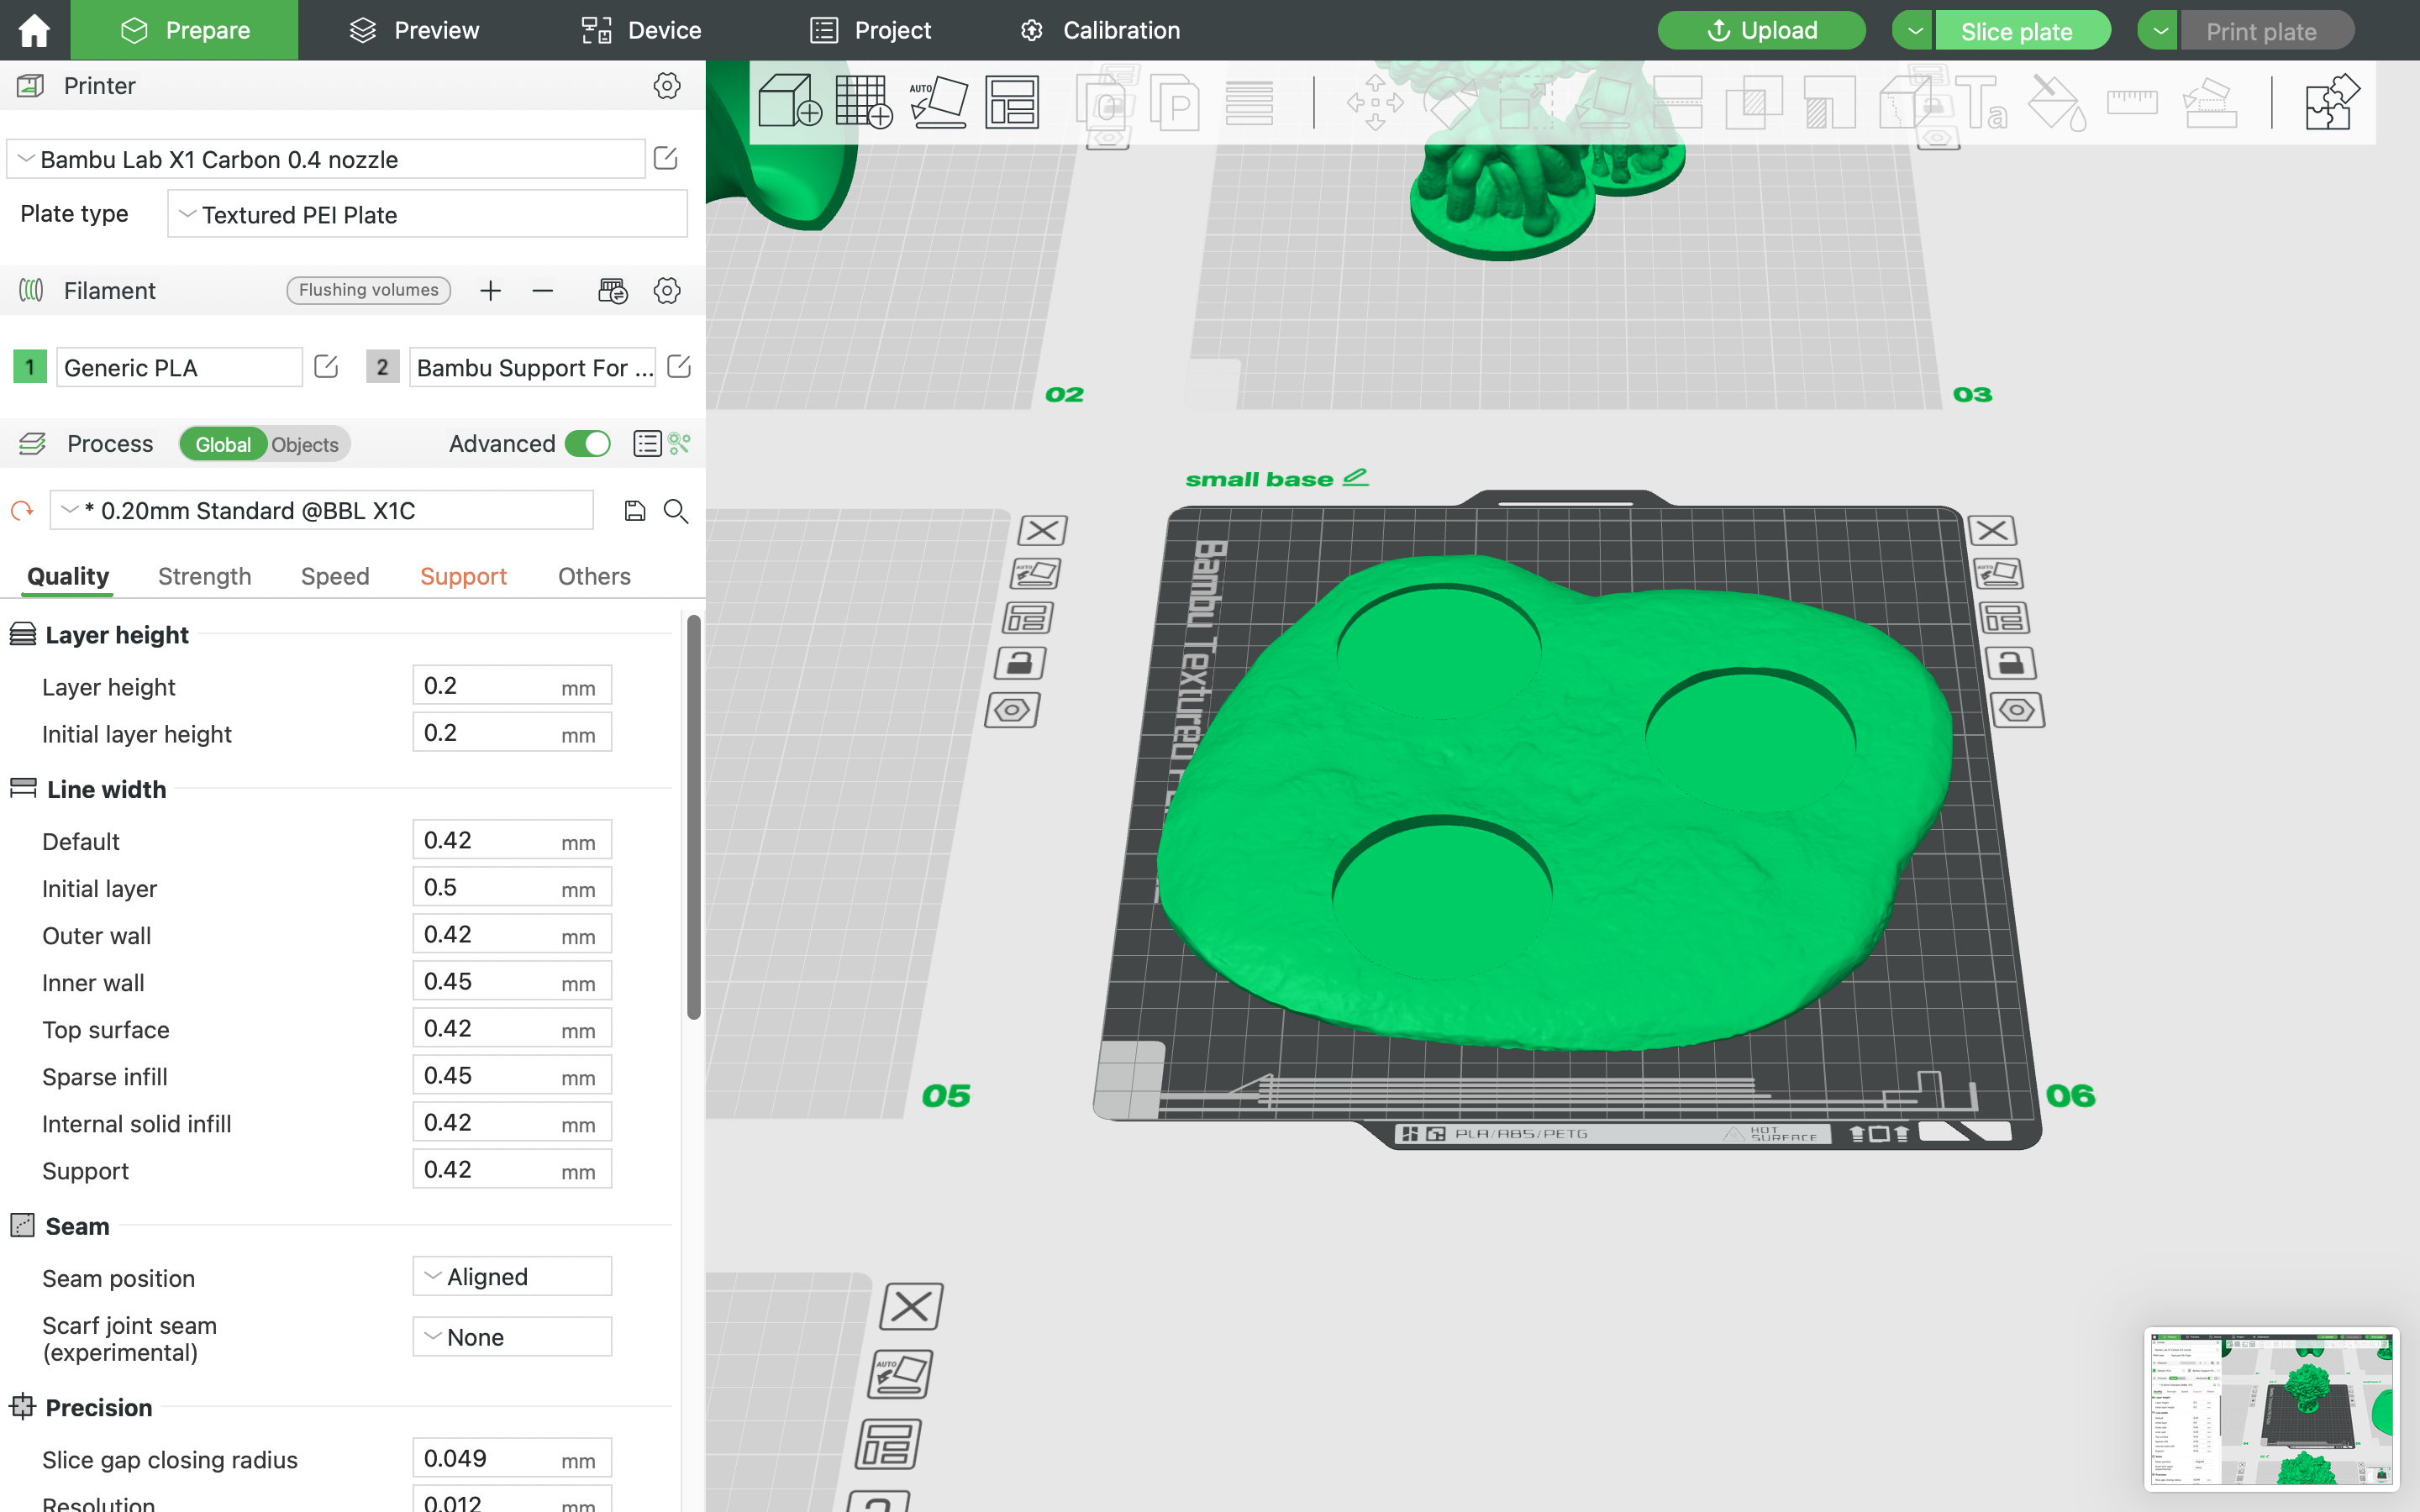 Prepare
Preview
Device
Project
Calibration
Upload
Slice plate
Print plate
Printer
Bambu Lab X1 Carbon 0.4 nozzle
Plate type
Textured PEI Plate
Filament
Flushing volumes
1 Generic PLA
2 Bambu Support For ...
Process
Global Objects
Advanced
* 0.20mm Standard @BBL X1C
Quality
Strength
Speed
Support
Others
Layer height
Layer height 0.2 mm
Initial layer height 0.2 mm
Line width
Default 0.42 mm
Initial layer 0.5 mm
Outer wall 0.42 mm
Inner wall 0.45 mm
Top surface 0.42 mm
Sparse infill 0.45 mm
Internal solid infill 0.42 mm
Support 0.42 mm
Seam
Seam position Aligned
Scarf joint seam None
(experimental)
Precision
Slice gap closing radius 0.049 mm
Resolution 0.012 mm
AUTO
02
03
small base
Bambu Textured
AUTO
AUTO
05
06
PLA/ABS/PETG
HOT
SURFACE
AUTO